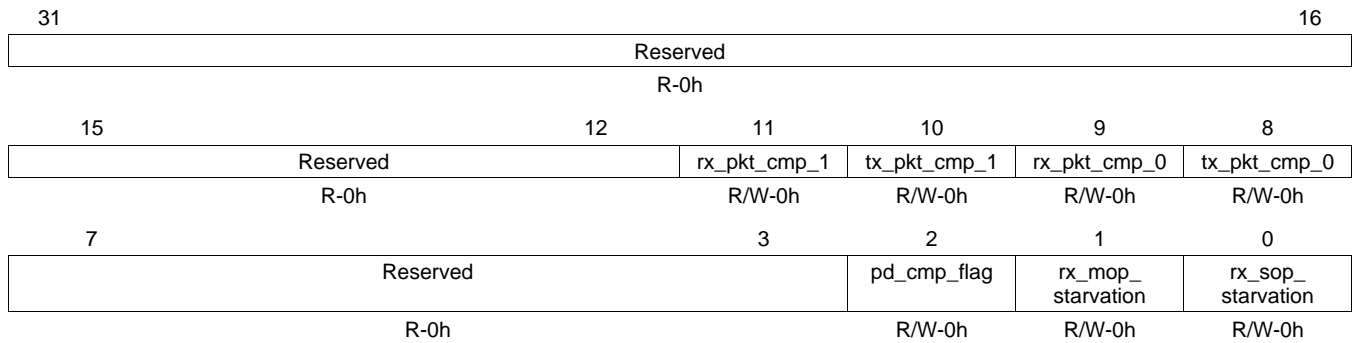 31 16
Reserved
R-0h
15 12 11 10 9 8
Reserved rx_pkt_cmp_1 tx_pkt_cmp_1 rx_pkt_cmp_0 tx_pkt_cmp_0
R-0h R/W-0h R/W-0h R/W-0h R/W-0h
7 3 2 1 0
Reserved pd_cmp_flag rx_mop_ rx_sop_
starvation starvation
R-0h R/W-0h R/W-0h R/W-0h